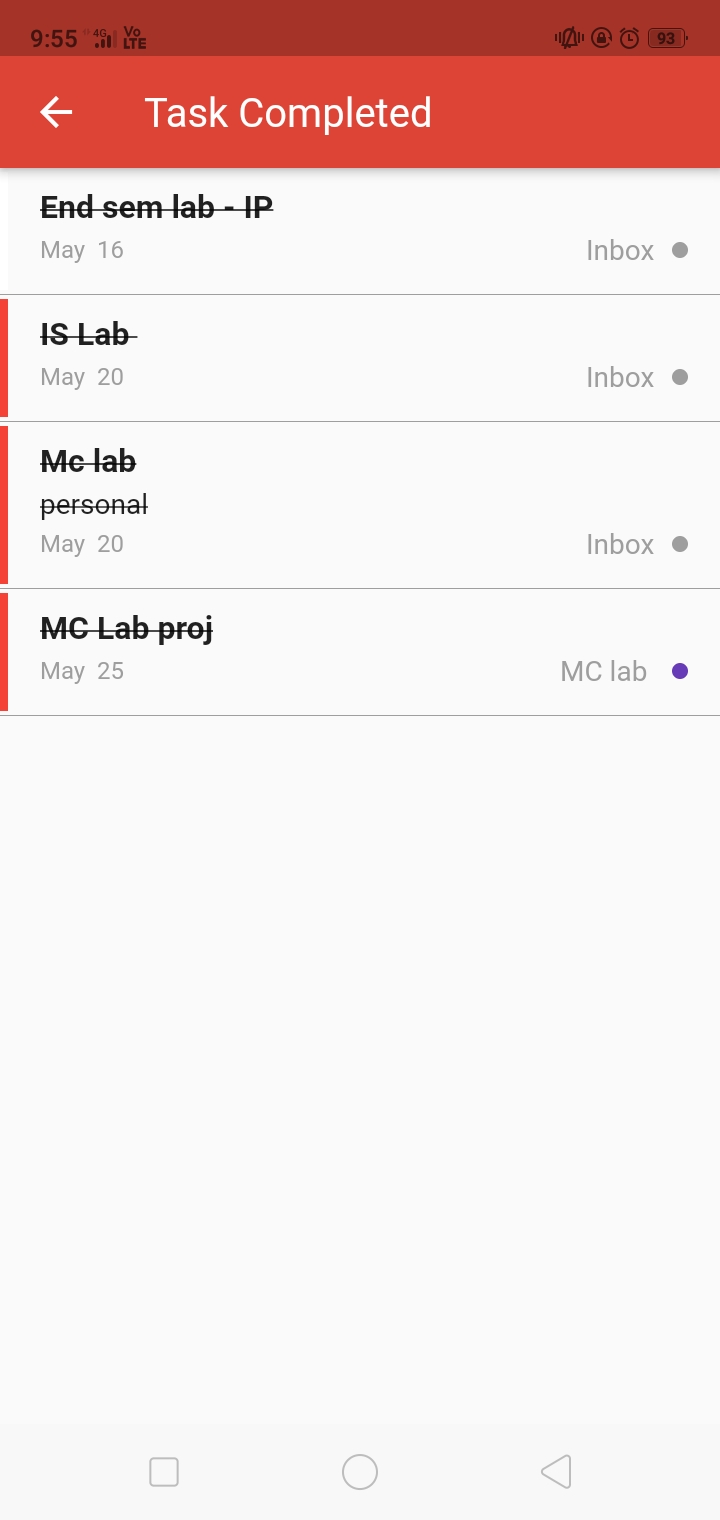 9:55 4G Vo LTE 93
Task Completed
End sem lab - IP
May 16 Inbox
IS Lab
May 20 Inbox
Mc lab
personal
May 20 Inbox
MC Lab proj
May 25 MC lab